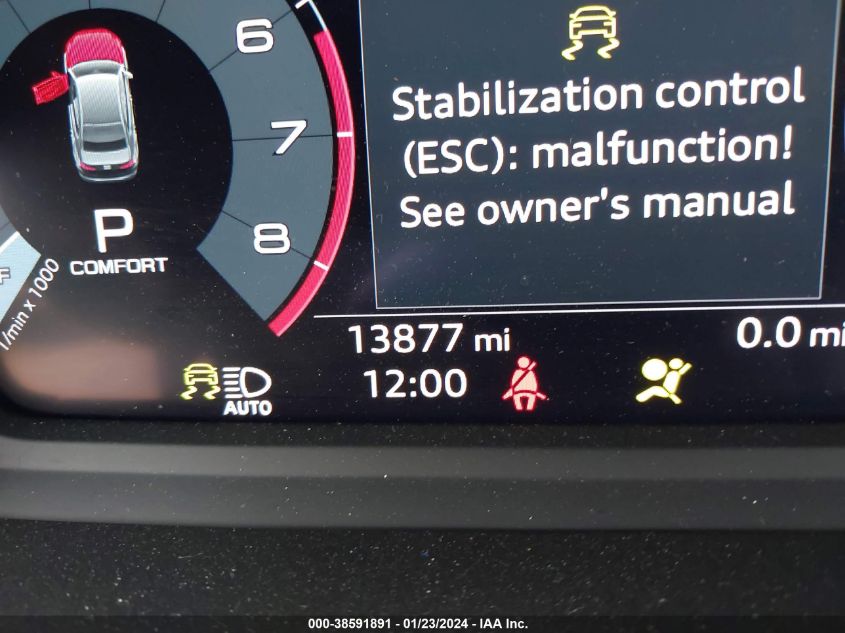 6
7
8
P
COMFORT
F
1/min x 1000
Stabilization control
(ESC): malfunction!
See owner's manual
13877 mi
0.0 mi
12:00
AUTO
000-38591891 - 01/23/2024 - IAA Inc.